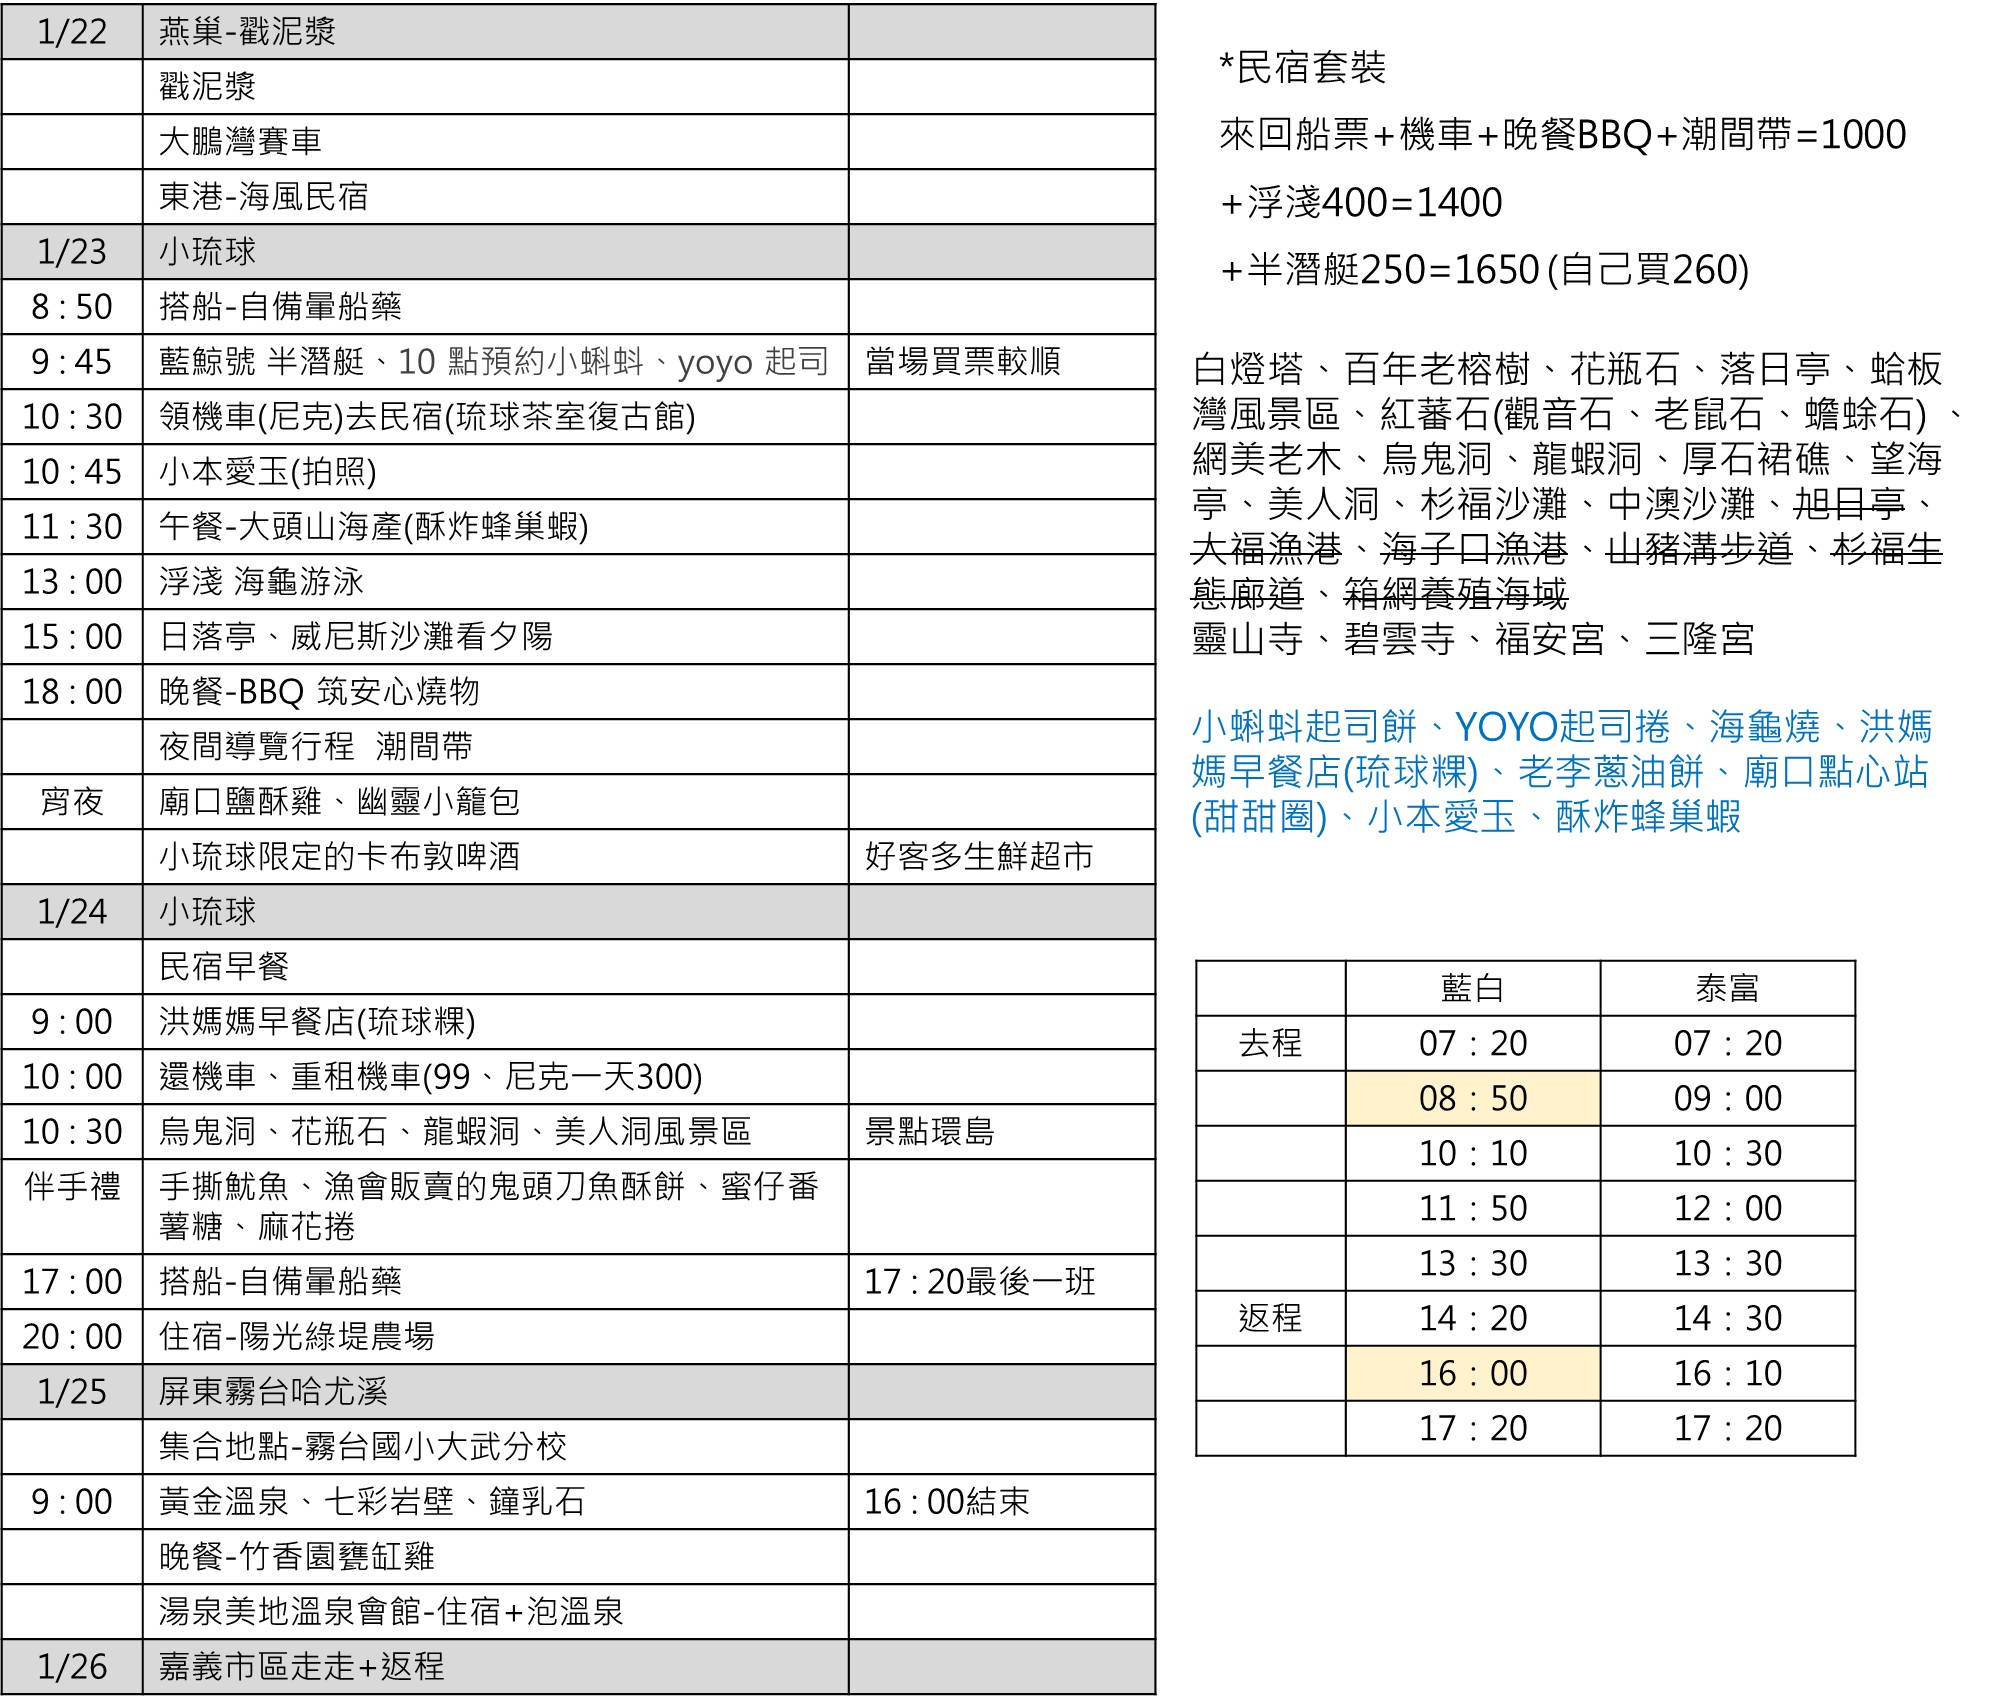 1/22 燕巢-戳泥漿
戳泥漿
大鵬灣賽車
東港-海風民宿
1/23 小琉球
8 : 50 搭船-自備暈船藥
9 : 45 藍鯨號 半潛艇、10 點預約小蝌蚪、yoyo 起司 當場買票較順
10 : 30 領機車(尼克)去民宿(琉球茶室復古館)
10 : 45 小本愛玉(拍照)
11 : 30 午餐-大頭山海產(酥炸蜂巢蝦)
13 : 00 浮淺 海龜游泳
15 : 00 日落亭、威尼斯沙灘看夕陽
18 : 00 晚餐-BBQ 筑安心燒物
夜間導覽行程 潮間帶
宵夜 廟口鹽酥雞、幽靈小籠包
小琉球限定的卡布敦啤酒 好客多生鮮超市
1/24 小琉球
民宿早餐
9 : 00 洪媽媽早餐店(琉球粿)
10 : 00 還機車、重租機車(99、尼克一天300)
10 : 30 烏鬼洞、花瓶石、龍蝦洞、美人洞風景區 景點環島
伴手禮 手撕魷魚、漁會販賣的鬼頭刀魚酥餅、蜜仔番
薯糖、麻花捲
17 : 00 搭船-自備暈船藥 17 : 20最後一班
20 : 00 住宿-陽光綠堤農場
1/25 屏東霧台哈尤溪
集合地點-霧台國小大武分校
9 : 00 黃金溫泉、七彩岩壁、鐘乳石 16 : 00結束
晚餐-竹香園甕缸雞
湯泉美地溫泉會館-住宿+泡溫泉
1/26 嘉義市區走走+返程
*民宿套裝
來回船票+機車+晚餐BBQ+潮間帶=1000
+浮淺400=1400
+半潛艇250=1650 (自己買260)
白燈塔、百年老榕樹、花瓶石、落日亭、蛤板
灣風景區、紅蕃石(觀音石、老鼠石、蟾蜍石) 、
網美老木、烏鬼洞、龍蝦洞、厚石裙礁、望海
亭、美人洞、杉福沙灘、中澳沙灘、旭日亭、
大福漁港、海子口漁港、山豬溝步道、杉福生
態廊道、箱網養殖海域
靈山寺、碧雲寺、福安宮、三隆宮
小蝌蚪起司餅、YOYO起司捲、海龜燒、洪媽
媽早餐店(琉球粿)、老李蔥油餅、廟口點心站
(甜甜圈)、小本愛玉、酥炸蜂巢蝦
藍白 泰富
去程 07 : 20 07 : 20
08 : 50 09 : 00
10 : 10 10 : 30
11 : 50 12 : 00
13 : 30 13 : 30
返程 14 : 20 14 : 30
16 : 00 16 : 10
17 : 20 17 : 20